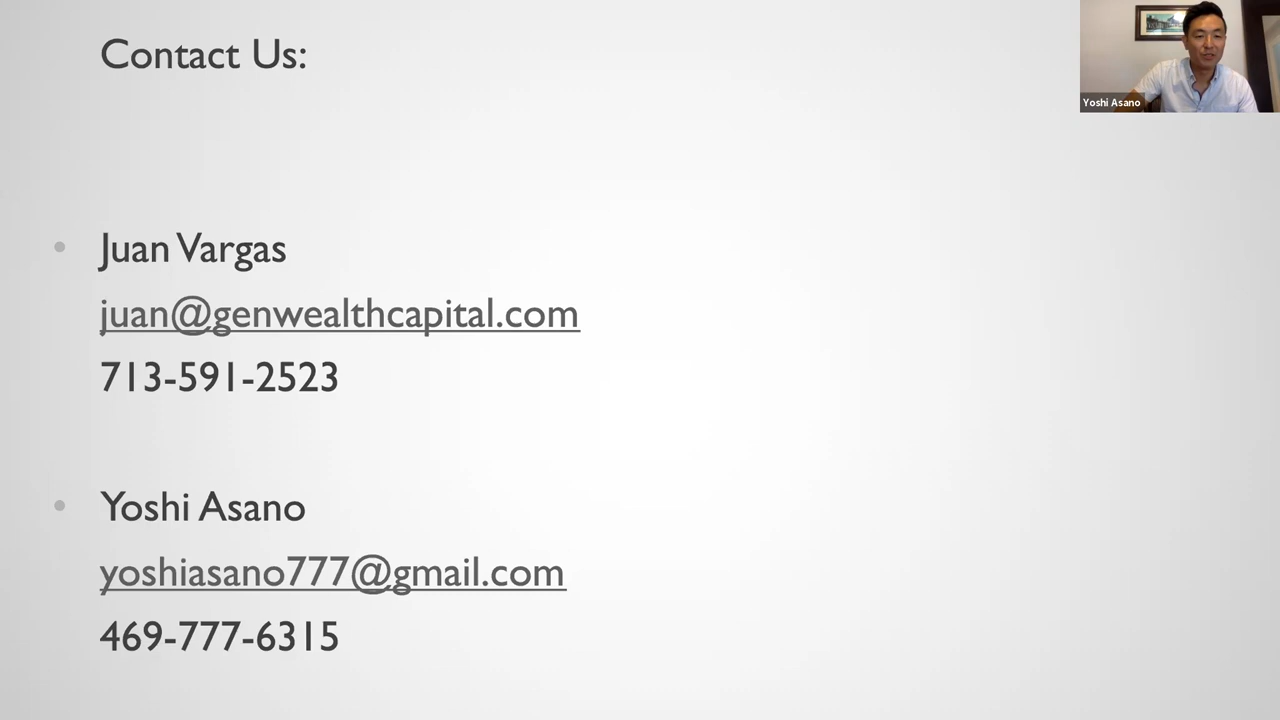 Contact Us:
Yoshi Asano
Juan Vargas
juan@genwealthcapital.com
713-591-2523
Yoshi Asano
yoshiasano777@gmail.com
469-777-6315